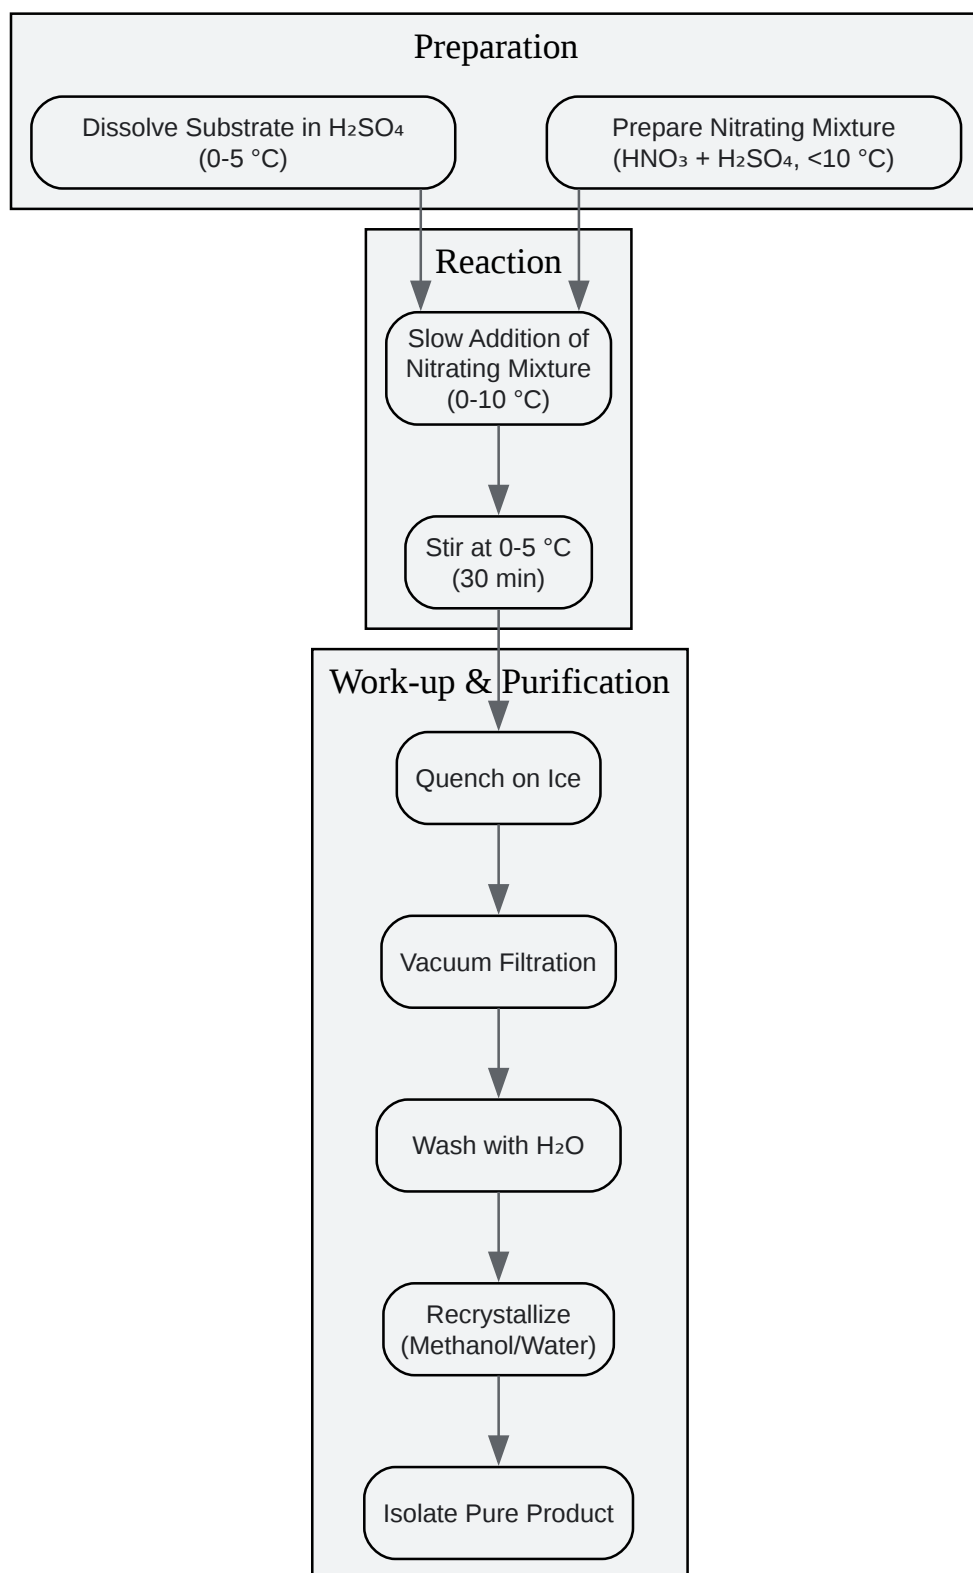 Preparation
Dissolve Substrate in H₂SO₄
(0-5 °C)
Prepare Nitrating Mixture
(HNO₃ + H₂SO₄, <10 °C)
Reaction
Slow Addition of
Nitrating Mixture
(0-10 °C)
Stir at 0-5 °C
(30 min)
Work-up & Purification
Quench on Ice
Vacuum Filtration
Wash with H₂O
Recrystallize
(Methanol/Water)
Isolate Pure Product